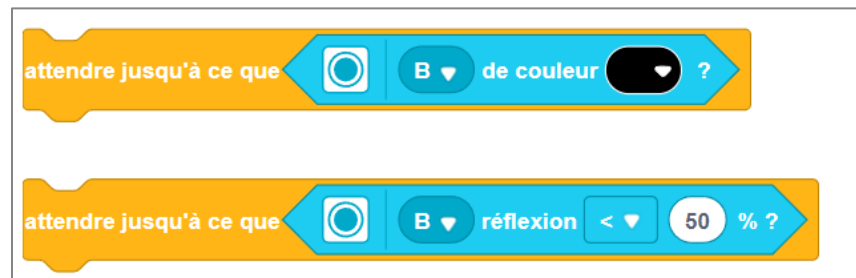 attendre jusqu'à ce que B de couleur ?
attendre jusqu'à ce que B réflexion < 50 % ?